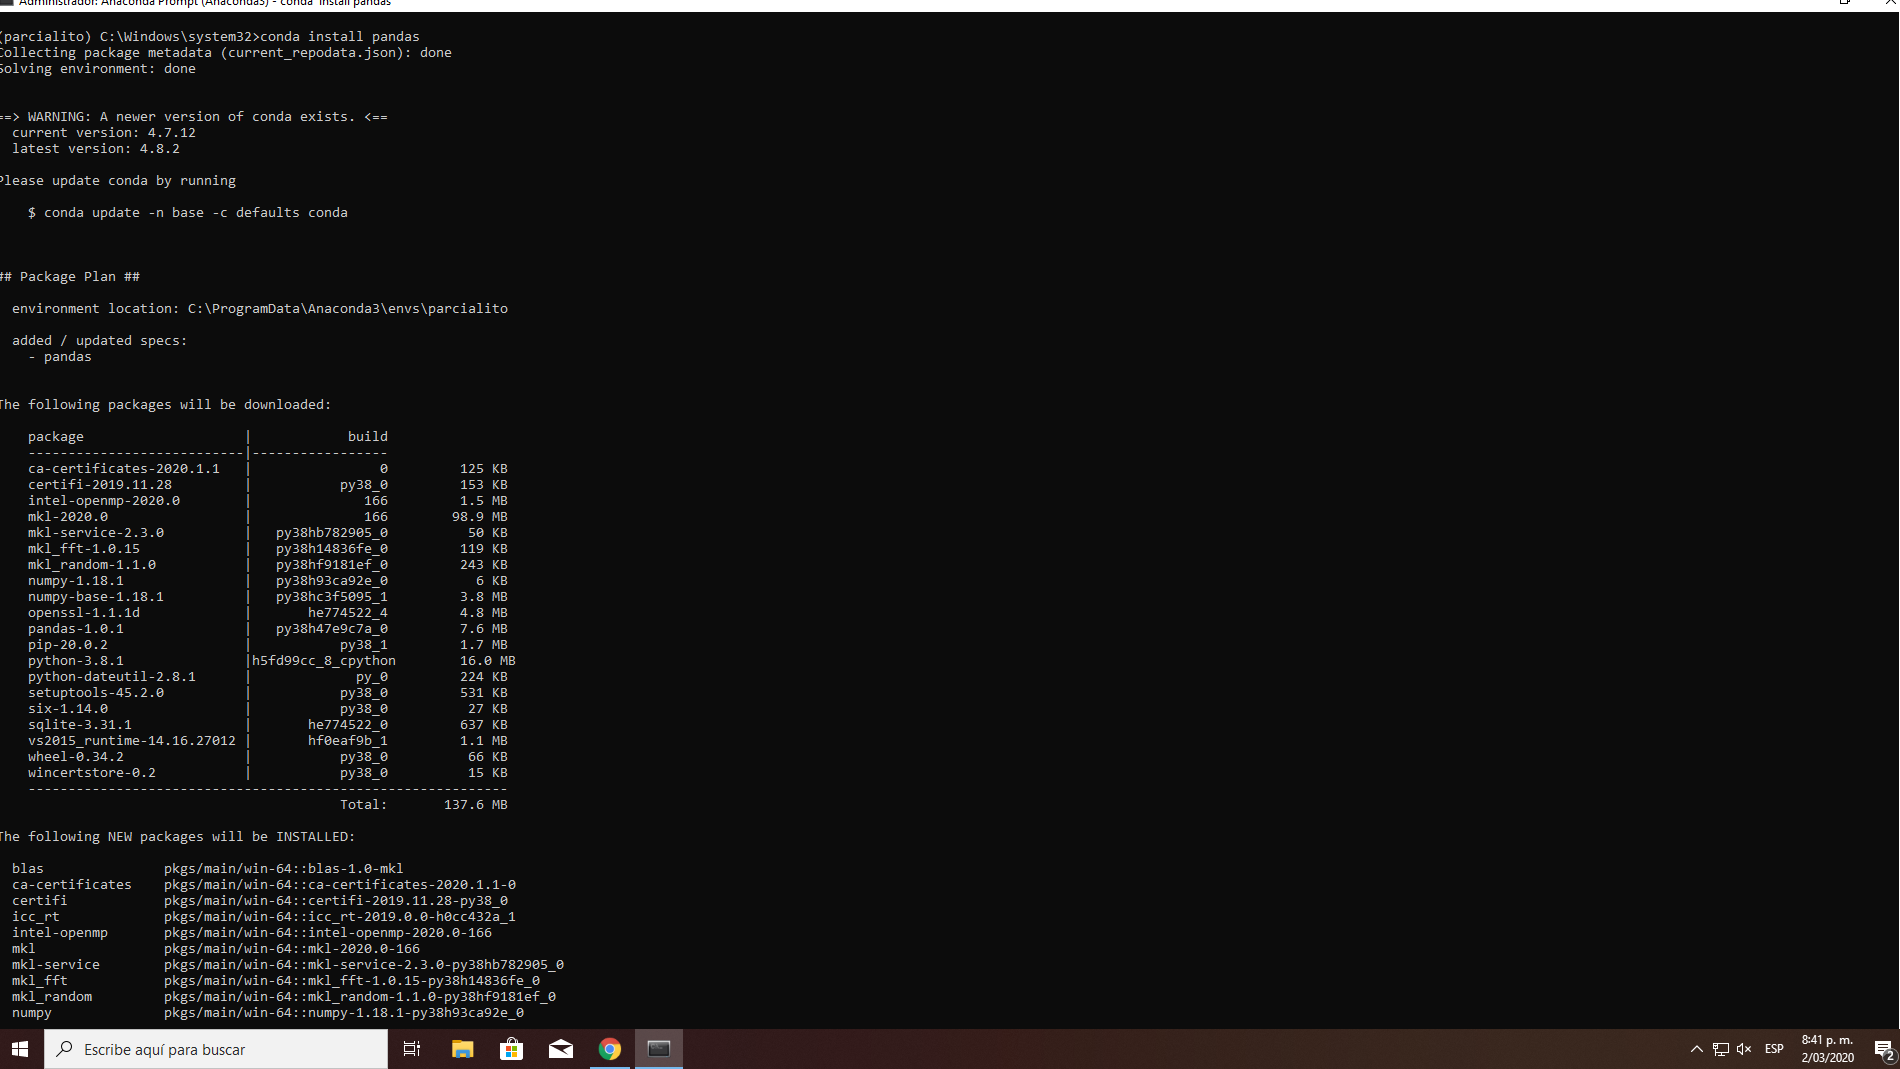 Administrador: Anaconda Prompt (Anaconda3) - conda install pandas
(parcialito) C:\Windows\system32>conda install pandas
Collecting package metadata (current_repodata.json): done
Solving environment: done
==> WARNING: A newer version of conda exists. <==
current version: 4.7.12
latest version: 4.8.2
Please update conda by running
$ conda update -n base -c defaults conda
## Package Plan ##
environment location: C:\ProgramData\Anaconda3\envs\parcialito
added / updated specs:
- pandas
The following packages will be downloaded:
package | build
---------------------------|-----------------
ca-certificates-2020.1.1 | 0 125 KB
certifi-2019.11.28 | py38_0 153 KB
intel-openmp-2020.0 | 166 1.5 MB
mkl-2020.0 | 166 98.9 MB
mkl-service-2.3.0 | py38hb782905_0 50 KB
mkl_fft-1.0.15 | py38h14836fe_0 119 KB
mkl_random-1.1.0 | py38hf9181ef_0 243 KB
numpy-1.18.1 | py38h93ca92e_0 6 KB
numpy-base-1.18.1 | py38hc3f5095_1 3.8 MB
openssl-1.1.1d | he774522_4 4.8 MB
pandas-1.0.1 | py38h47e9c7a_0 7.6 MB
pip-20.0.2 | py38_1 1.7 MB
python-3.8.1 |h5fd99cc_8_cpython 16.0 MB
python-dateutil-2.8.1 | py_0 224 KB
setuptools-45.2.0 | py38_0 531 KB
six-1.14.0 | py38_0 27 KB
sqlite-3.31.1 | he774522_0 637 KB
vs2015_runtime-14.16.27012 | hf0eaf9b_1 1.1 MB
wheel-0.34.2 | py38_0 66 KB
wincertstore-0.2 | py38_0 15 KB
------------------------------------------------------------
Total: 137.6 MB
The following NEW packages will be INSTALLED:
blas pkgs/main/win-64::blas-1.0-mkl
ca-certificates pkgs/main/win-64::ca-certificates-2020.1.1-0
certifi pkgs/main/win-64::certifi-2019.11.28-py38_0
icc_rt pkgs/main/win-64::icc_rt-2019.0.0-h0cc432a_1
intel-openmp pkgs/main/win-64::intel-openmp-2020.0-166
mkl pkgs/main/win-64::mkl-2020.0-166
mkl-service pkgs/main/win-64::mkl-service-2.3.0-py38hb782905_0
mkl_fft pkgs/main/win-64::mkl_fft-1.0.15-py38h14836fe_0
mkl_random pkgs/main/win-64::mkl_random-1.1.0-py38hf9181ef_0
numpy pkgs/main/win-64::numpy-1.18.1-py38h93ca92e_0
Escribe aquí para buscar
ESP
8:41 p. m.
2/03/2020
2